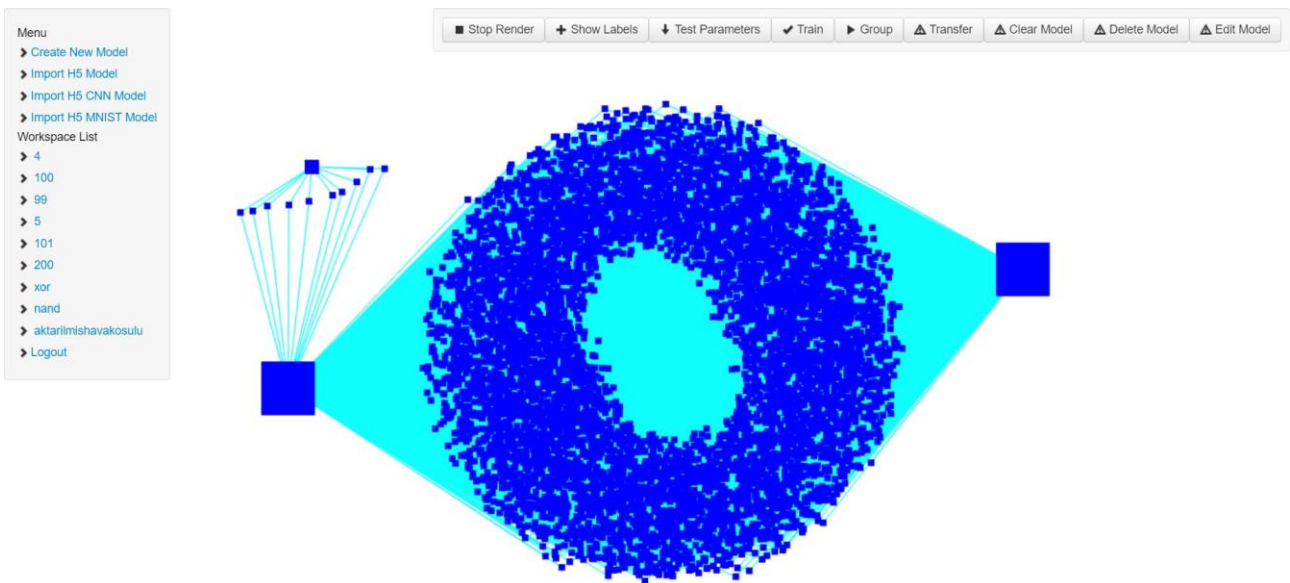 Menu
Create New Model
Import H5 Model
Import H5 CNN Model
Import H5 MNIST Model
Workspace List
4
100
99
5
101
200
xor
nand
aktarilmishavakosulu
Logout
Stop Render Show Labels Test Parameters Train Group Transfer Clear Model Delete Model Edit Model